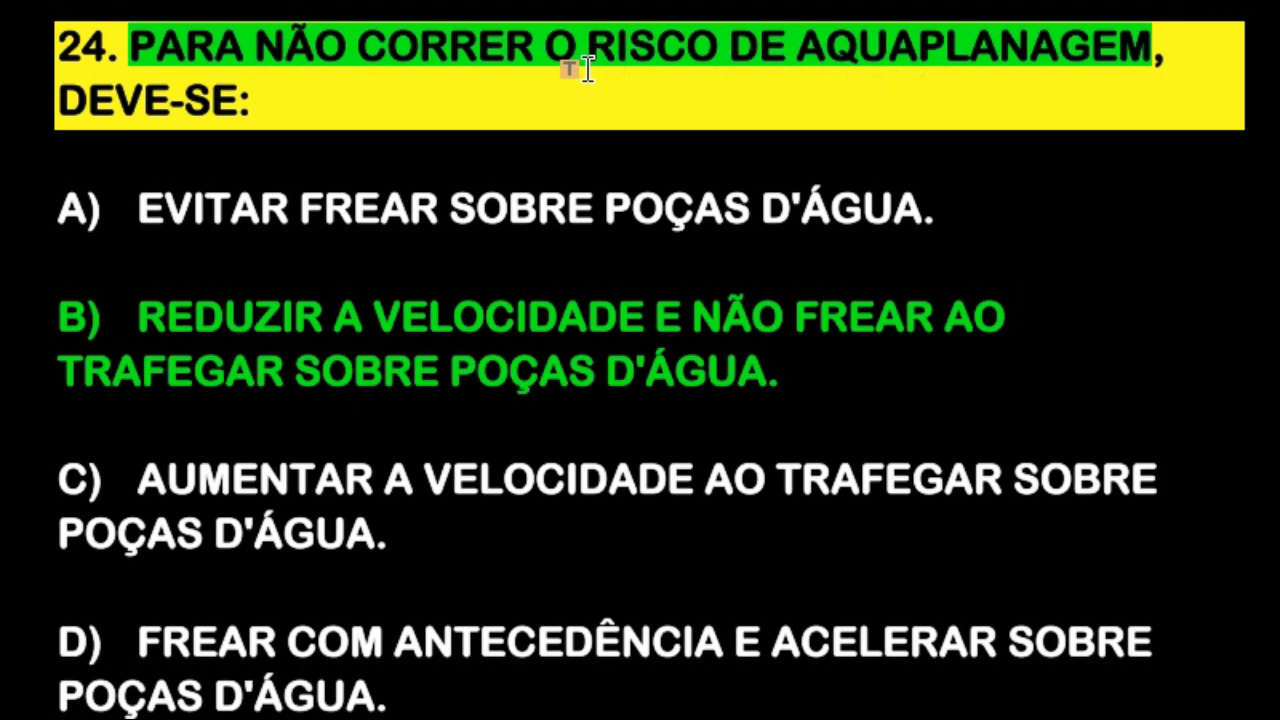 24. PARA NÃO CORRER O RISCO DE AQUAPLANAGEM,
DEVE-SE:
T
A) EVITAR FREAR SOBRE POÇAS D'ÁGUA.
B) REDUZIR A VELOCIDADE E NÃO FREAR AO
TRAFEGAR SOBRE POÇAS D'ÁGUA.
C) AUMENTAR A VELOCIDADE AO TRAFEGAR SOBRE
POÇAS D'ÁGUA.
D) FREAR COM ANTECEDÊNCIA E ACELERAR SOBRE
POÇAS D'ÁGUA.